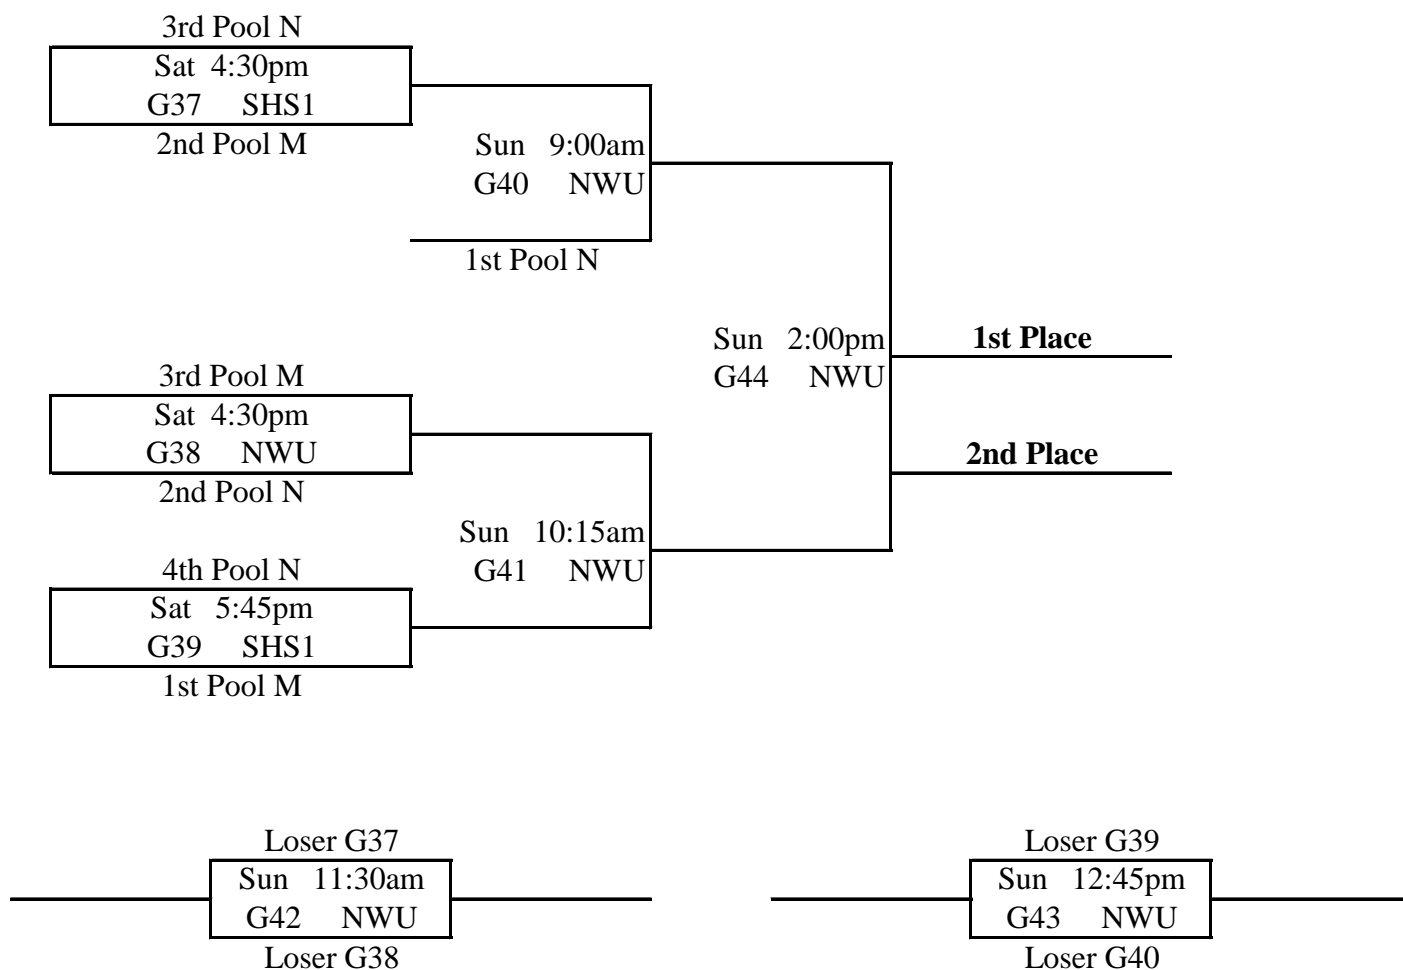 3rd Pool N
Sat 4:30pm
G37 SHS1
2nd Pool M
Sun 9:00am
G40 NWU
1st Pool N
Sun 2:00pm
G44 NWU
1st Place
2nd Place
3rd Pool M
Sat 4:30pm
G38 NWU
2nd Pool N
Sun 10:15am
G41 NWU
4th Pool N
Sat 5:45pm
G39 SHS1
1st Pool M
Loser G37
Sun 11:30am
G42 NWU
Loser G38
Loser G39
Sun 12:45pm
G43 NWU
Loser G40